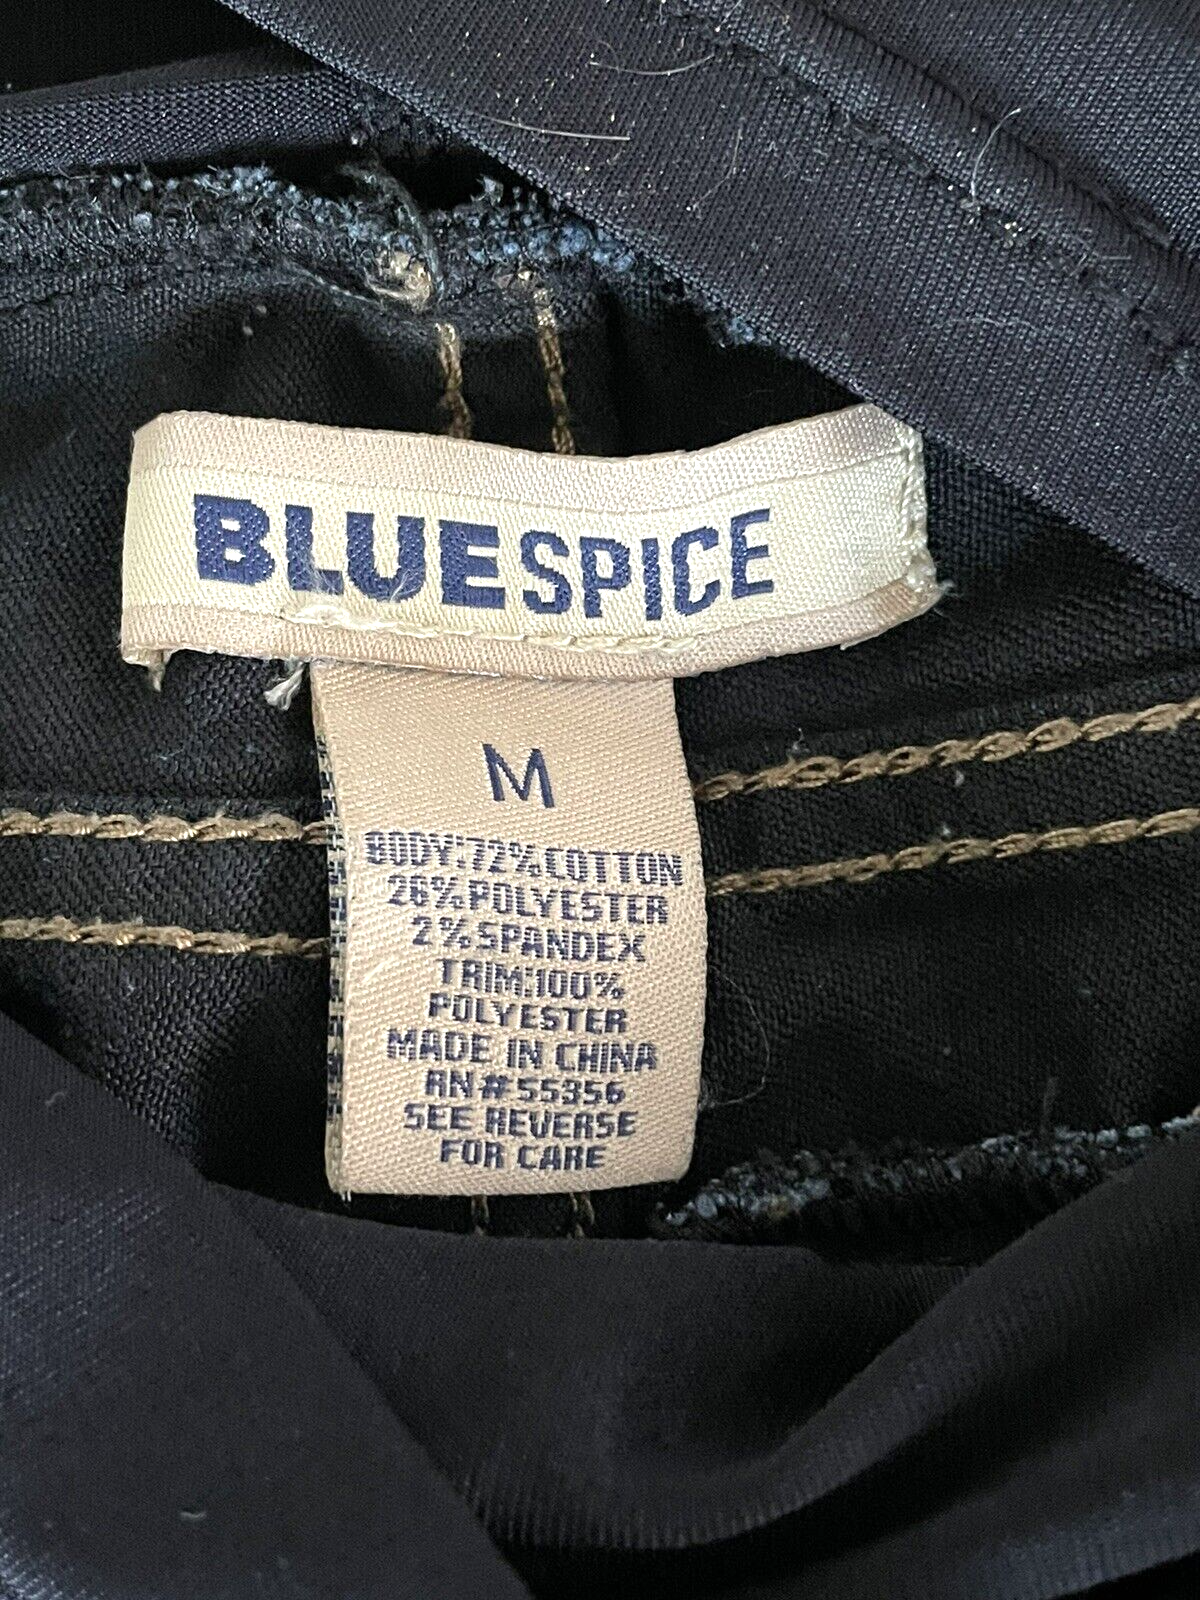 BLUESPICE
M
BODY:72%COTTON
26%POLYESTER
2%SPANDEX
TRIM:100%
POLYESTER
MADE IN CHINA
RN#55356
SEE REVERSE
FOR CARE